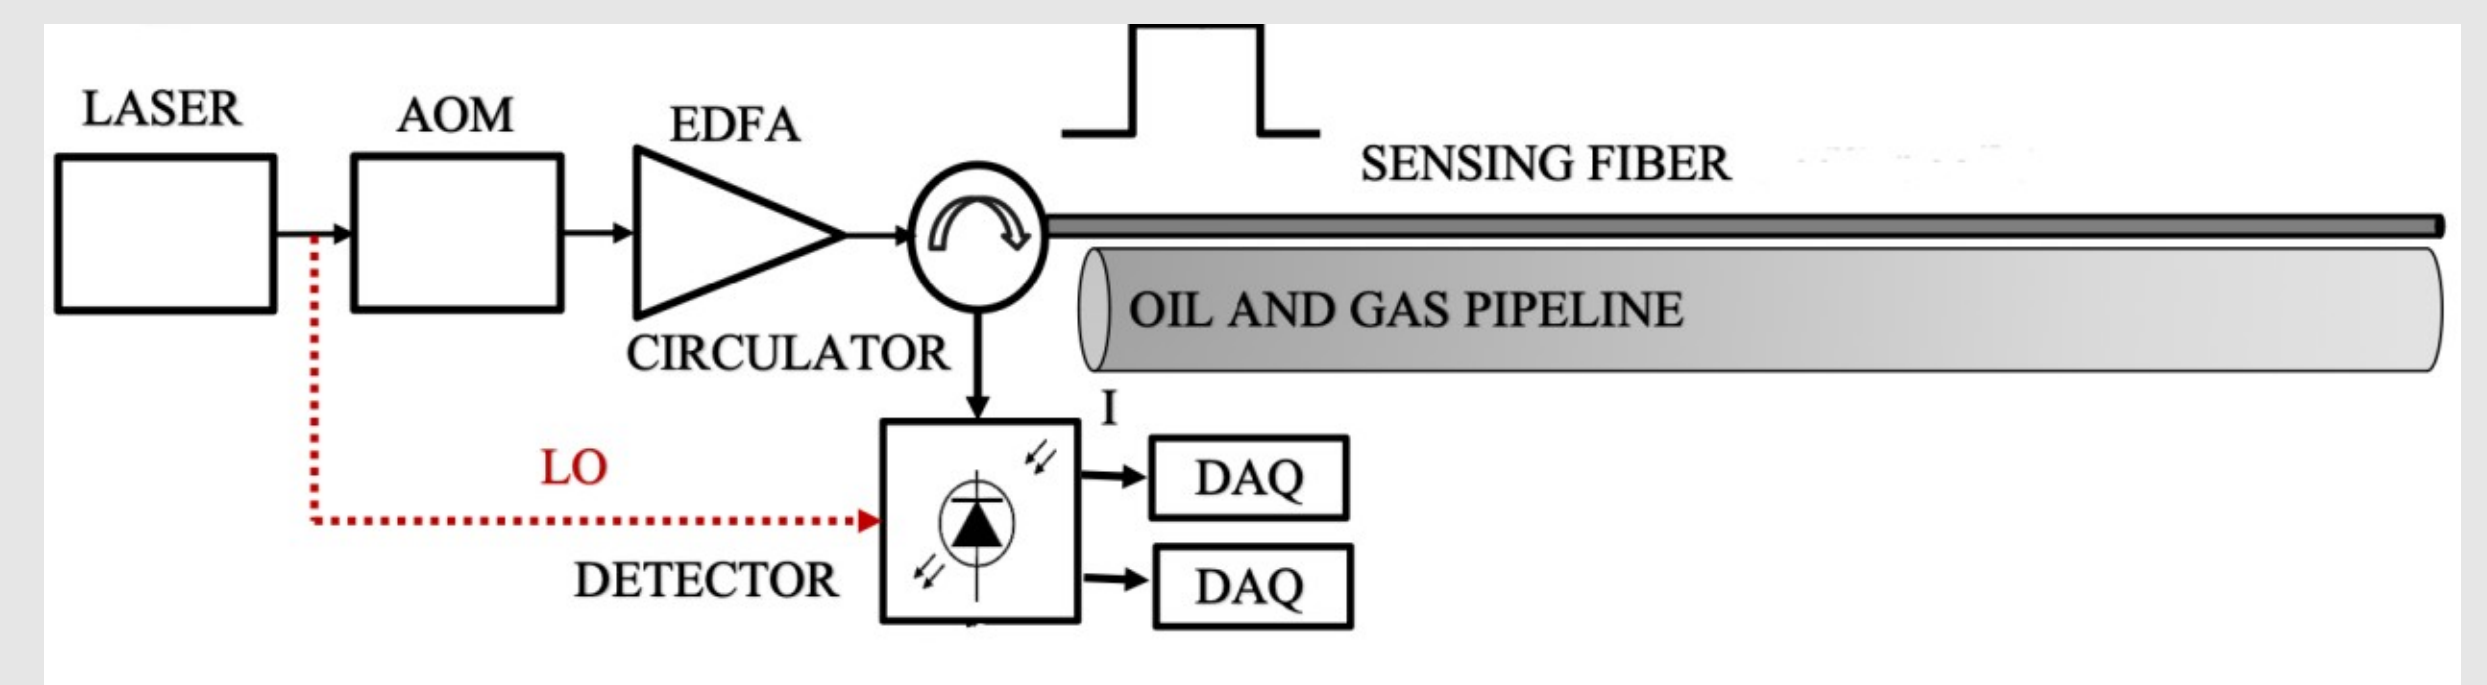 LASER
AOM
EDFA
SENSING FIBER
OIL AND GAS PIPELINE
CIRCULATOR
I
LO
DAQ
DETECTOR
DAQ